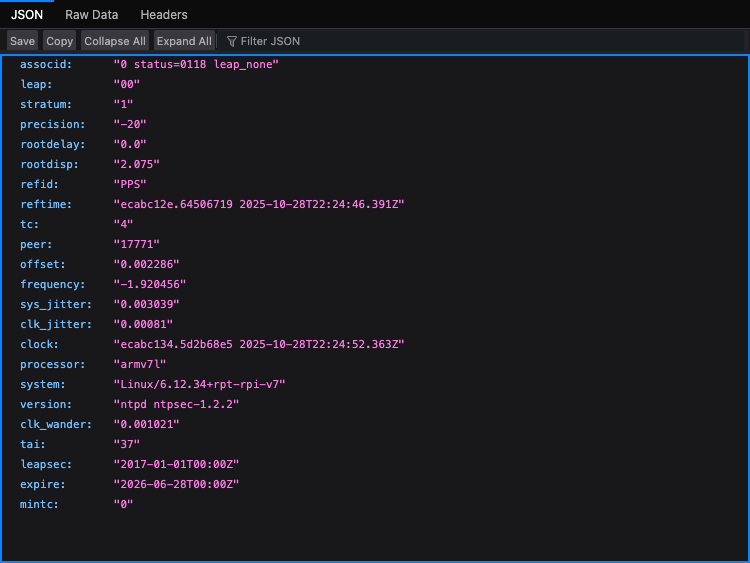 JSON Raw Data Headers
Save Copy Collapse All Expand All Filter JSON
associd: "0 status=0118 leap_none"
leap: "00"
stratum: "1"
precision: "-20"
rootdelay: "0.0"
rootdisp: "2.075"
refid: "PPS"
reftime: "ecabc12e.64506719 2025-10-28T22:24:46.391Z"
tc: "4"
peer: "17771"
offset: "0.002286"
frequency: "-1.920456"
sys_jitter: "0.003039"
clk_jitter: "0.00081"
clock: "ecabc134.5d2b68e5 2025-10-28T22:24:52.363Z"
processor: "armv7l"
system: "Linux/6.12.34+rpt-rpi-v7"
version: "ntpd ntpsec-1.2.2"
clk_wander: "0.001021"
tai: "37"
leapsec: "2017-01-01T00:00Z"
expire: "2026-06-28T00:00Z"
mintc: "0"